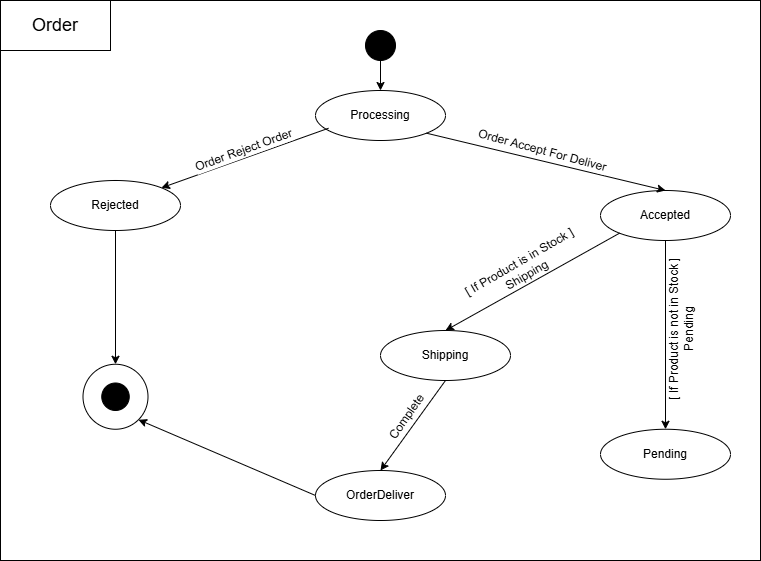 Order
Processing
Order Reject Order
Order Accept For Deliver
Rejected
Accepted
[ If Product is in Stock ]
Shipping
[ If Product is not in Stock ]
Pending
Shipping
Complete
Pending
OrderDeliver